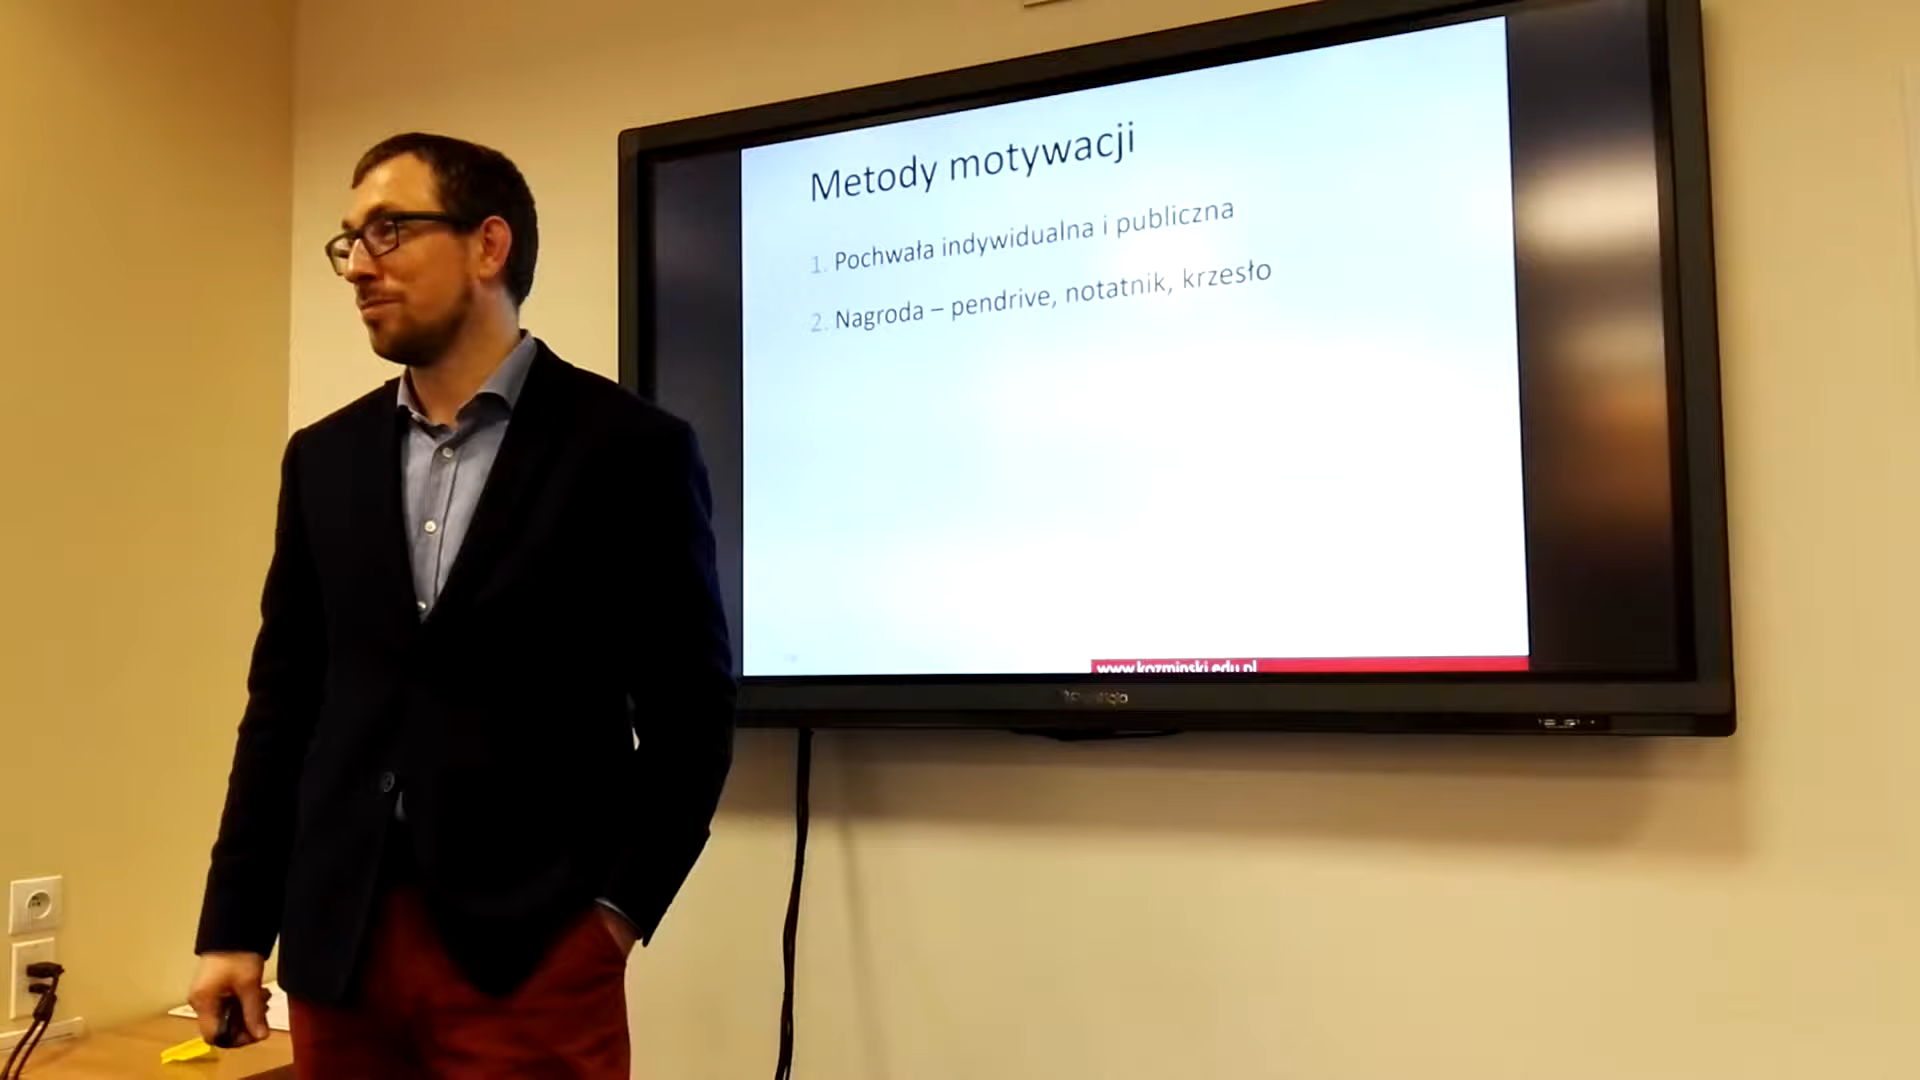 Metody motywacji
1. Pochwała indywidualna i publiczna
2. Nagroda – pendrive, notatnik, krzesło
www.kozminski.edu.pl